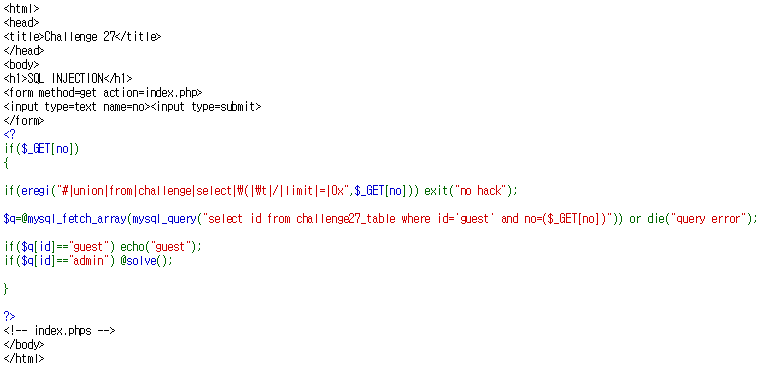 <html>
<head>
<title>Challenge 27</title>
</head>
<body>
<h1>SQL INJECTION</h1>
<form method=get action=index.php>
<input type=text name=no><input type=submit>
</form>
<?
if($_GET[no])
{
if(eregi("#|union|from|challenge|select|₩(|₩t|/|limit|=|0x",$_GET[no])) exit("no hack");
$q=@mysql_fetch_array(mysql_query("select id from challenge27_table where id='guest' and no=($_GET[no])")) or die("query error");
if($q[id]=="guest") echo("guest");
if($q[id]=="admin") @solve();
}
?>
<!-- index.phps -->
</body>
</html>